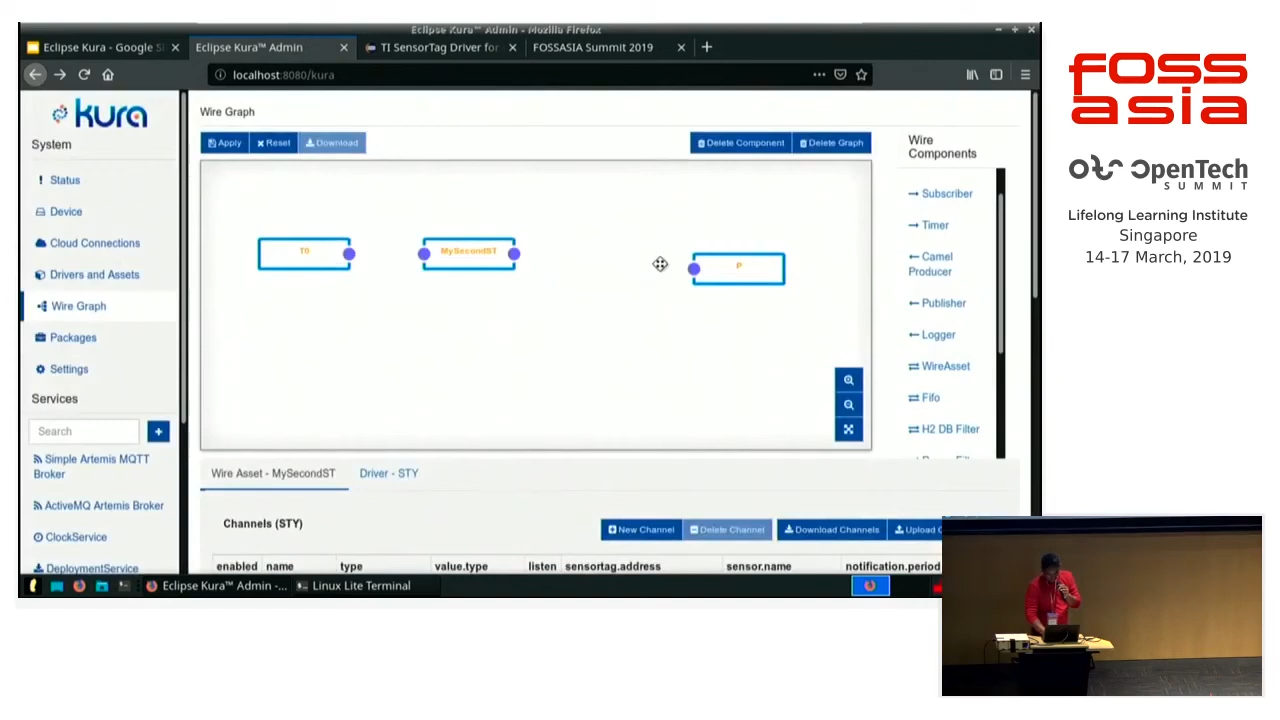 Eclipse Kura™ Admin - Mozilla Firefox
Eclipse Kura - Google Sl
Eclipse Kura™ Admin
TI SensorTag Driver for
FOSSASIA Summit 2019
localhost:8080/kura
kura
System
Status
Device
Cloud Connections
Drivers and Assets
Wire Graph
Packages
Settings
Services
Search
Simple Artemis MQTT
Broker
ActiveMQ Artemis Broker
ClockService
DeploymentService
Wire Graph
Apply
Reset
Download
Delete Component
Delete Graph
T0
MySecondST
P
Wire
Components
Subscriber
Timer
Camel
Producer
Publisher
Logger
WireAsset
Fifo
H2 DB Filter
Wire Asset - MySecondST
Driver - STY
Channels (STY)
New Channel
Delete Channel
Download Channels
Upload C
enabled name type value.type listen sensortag.address sensor.name notification.period
Eclipse Kura™ Admin -...
Linux Lite Terminal
FOSS
ASIA
OpenTech
SUMMIT
Lifelong Learning Institute
Singapore
14-17 March, 2019